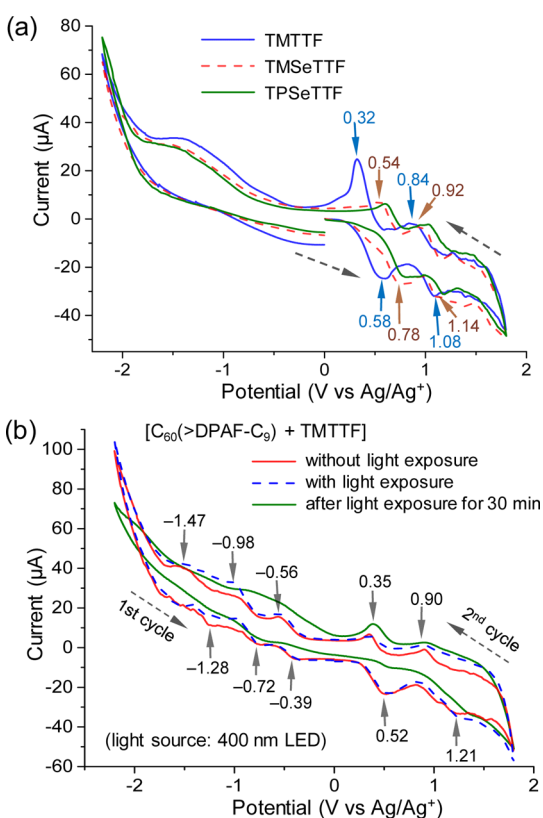 (a)
80
60
40
20
0
-20
-40
Current (µA)
TMTTF
TMSeTTF
TPSeTTF
0.32
0.54
0.84
0.92
0.58
0.78
1.08
1.14
-2
-1
0
1
2
Potential (V vs Ag/Ag⁺)
(b)
[C₆₀(>DPAF-C₉) + TMTTF]
100
80
60
40
20
0
-20
-40
-60
Current (µA)
without light exposure
with light exposure
after light exposure for 30 min
−1.47
−0.98
−0.56
0.35
0.90
1st cycle
2nd cycle
−1.28
−0.72
−0.39
0.52
1.21
(light source: 400 nm LED)
-2
-1
0
1
2
Potential (V vs Ag/Ag⁺)